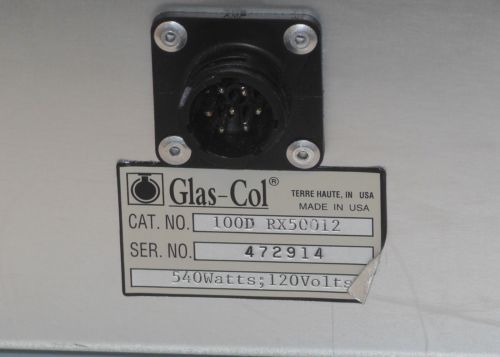 Glas-Col® TERRE HAUTE, IN USA
MADE IN USA
CAT. NO. 100D RX50012
SER. NO. 472914
540Watts;120Volts